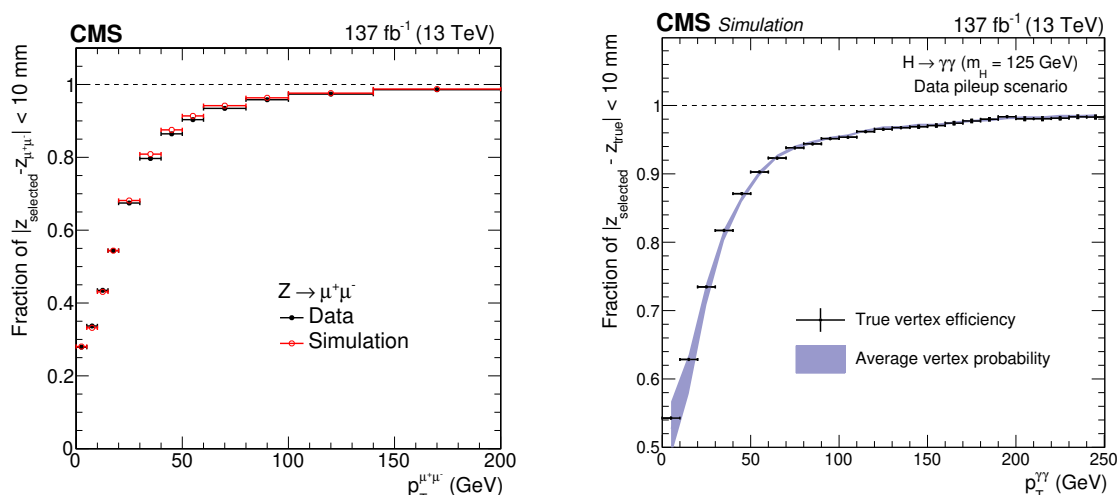 CMS 137 fb⁻¹ (13 TeV)
Fraction of |z_selected - z_μ⁺μ⁻| < 10 mm
1
0.8
0.6
0.4
0.2
0
Z → μ⁺μ⁻
Data
Simulation
0 50 100 150 200
p_T^μ⁺μ⁻ (GeV)
CMS Simulation 137 fb⁻¹ (13 TeV)
Fraction of |z_selected - z_true| < 10 mm
H → γγ (m_H = 125 GeV)
Data pileup scenario
1
0.9
0.8
0.7
0.6
0.5
True vertex efficiency
Average vertex probability
0 50 100 150 200 250
p_T^γγ (GeV)